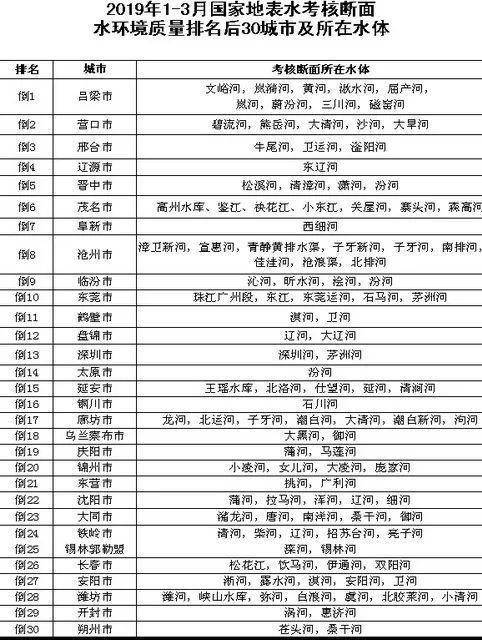 2019年1-3月国家地表水考核断面
水环境质量排名后30城市及所在水体
排名 城市 考核断面所在水体
倒1 吕梁市 文峪河，岚漪河，黄河，湫水河，屈产河，
岚河，蔚汾河，三川河，磁窑河
倒2 营口市 碧流河，熊岳河，大清河，沙河，大旱河
倒3 邢台市 牛尾河，卫运河，滏阳河
倒4 辽源市 东辽河
倒5 晋中市 松溪河，清漳河，潇河，汾河
倒6 茂名市 高州水库、鉴江、袂花江、小东江，关屋河，寨头河，森高河
倒7 阜新市 西细河
倒8 沧州市 漳卫新河，宣惠河，青静黄排水渠，子牙新河，子牙河，南排河，
沧浪渠，北排河
倒9 临汾市 沁河，昕水河，浍河，汾河
倒10 东莞市 珠江广州段，东江，东莞运河，石马河，茅洲河
倒11 鹤壁市 淇河，卫河
倒12 盘锦市 辽河，大辽河
倒13 深圳市 深圳河，茅洲河
倒14 太原市 汾河
倒15 延安市 王瑶水库，北洛河，仕望河，延河，清涧河
倒16 铜川市 石川河
倒17 廊坊市 龙河，北运河，子牙河，潮白河，大清河，潮白新河，泃河
倒18 乌兰察布市 大黑河，御河
倒19 庆阳市 蒲河，马莲河
倒20 锦州市 小凌河，女儿河，大凌河，庞家河
倒21 东营市 挑河，广利河
倒22 沈阳市 蒲河，拉马河，浑河，辽河，细河
倒23 大同市 唐河，南洋河，桑干河，御河
倒24 铁岭市 清河，柴河，辽河，招苏台河，亮子河
倒25 锡林郭勒盟 滦河，锡林河
倒26 长春市 松花江，饮马河，伊通河，双阳河
倒27 安阳市 淅河，露水河，淇河，安阳河，卫河
倒28 潍坊市 潍河，峡山水库，弥河，白浪河，虞河，北胶莱河，小清河
倒29 开封市 涡河，惠济河
倒30 朔州市 苍头河，桑干河